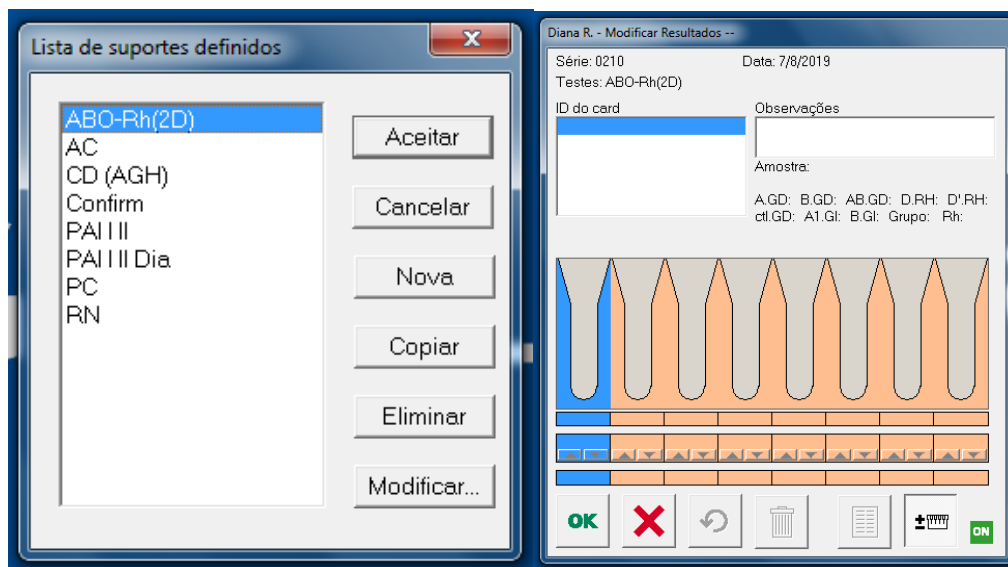 Lista de suportes definidos
ABO-Rh(2D)
AC
CD (AGH)
Confirm
PAI I II
PAI I II Dia
PC
RN
Aceitar
Cancelar
Nova
Copiar
Eliminar
Modificar...
Diana R. - Modificar Resultados --
Série: 0210 Data: 7/8/2019
Testes: ABO-Rh(2D)
ID do card Observações
Amostra:
A.GD: B.GD: AB.GD: D.RH: D'.RH:
ctl.GD: A1.GI: B.GI: Grupo: Rh:
OK
±
ON